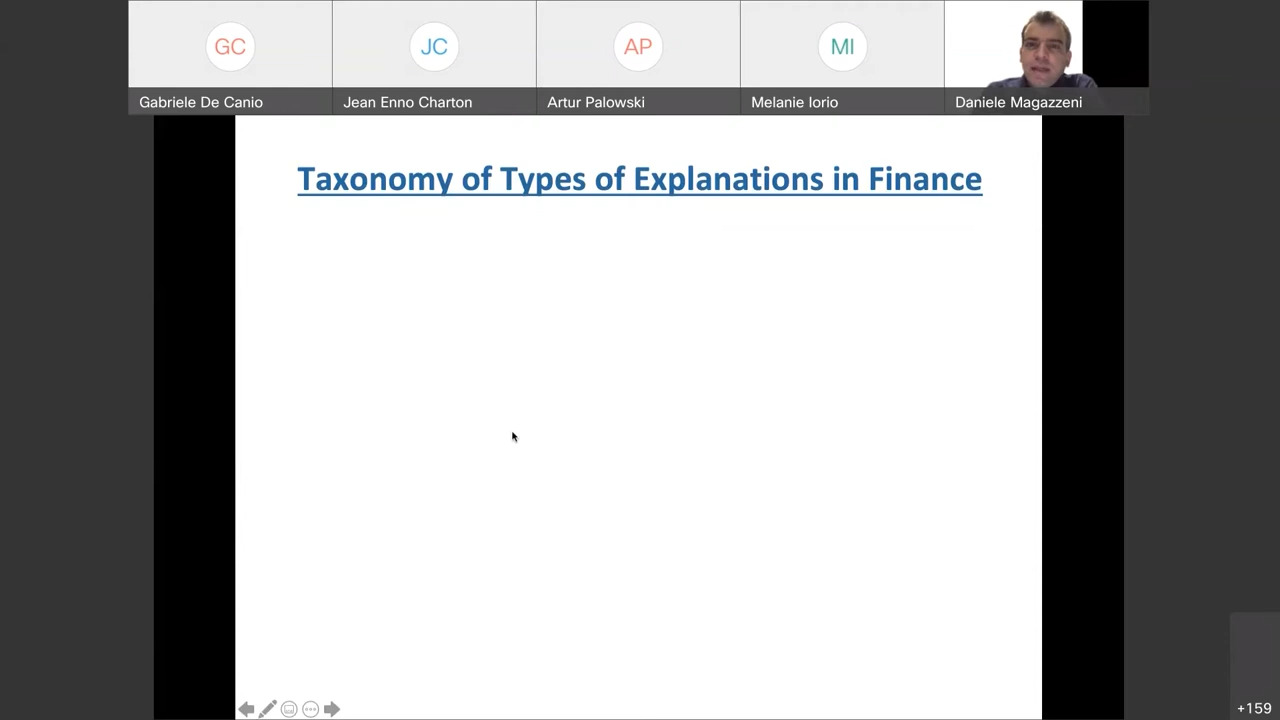 GC
JC
AP
MI
Gabriele De Canio
Jean Enno Charton
Artur Palowski
Melanie Iorio
Daniele Magazzeni
Taxonomy of Types of Explanations in Finance
+159